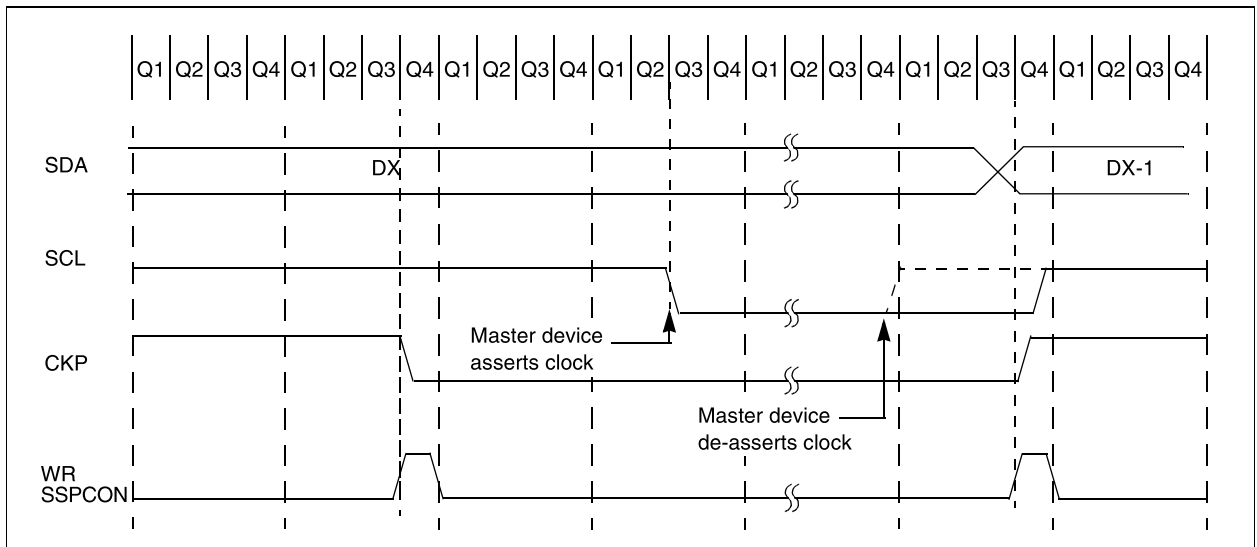 Q1 Q2 Q3 Q4 Q1 Q2 Q3 Q4 Q1 Q2 Q3 Q4 Q1 Q2 Q3 Q4 Q1 Q2 Q3 Q4 Q1 Q2 Q3 Q4 Q1 Q2 Q3 Q4
SDA
DX
DX-1
SCL
Master device
asserts clock
CKP
Master device
de-asserts clock
WR
SSPCON